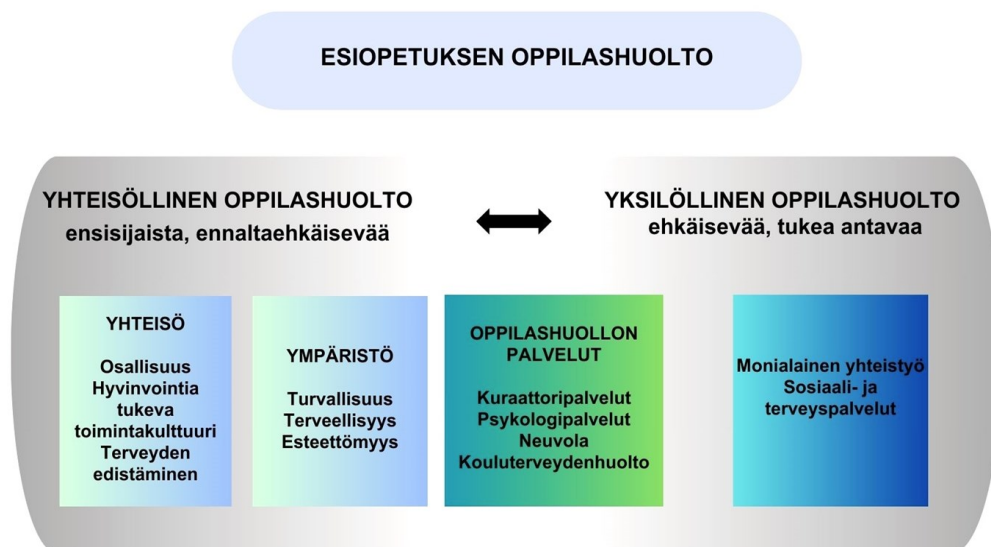 ESIOPETUKSEN OPPILASHUOLTO
YHTEISÖLLINEN OPPILASHUOLTO
ensisijaista, ennaltaehkäisevää
YKSILÖLLINEN OPPILASHUOLTO
ehkäisevää, tukea antavaa
YHTEISÖ
Osallisuus
Hyvinvointia
tukeva
toimintakulttuuri
Terveyden
edistäminen
YMPÄRISTÖ
Turvallisuus
Terveellisyys
Esteettömyys
OPPILASHUOLLON
PALVELUT
Kuraattoripalvelut
Psykologipalvelut
Neuvola
Kouluterveydenhuolto
Monialainen yhteistyö
Sosiaali- ja
terveyspalvelut